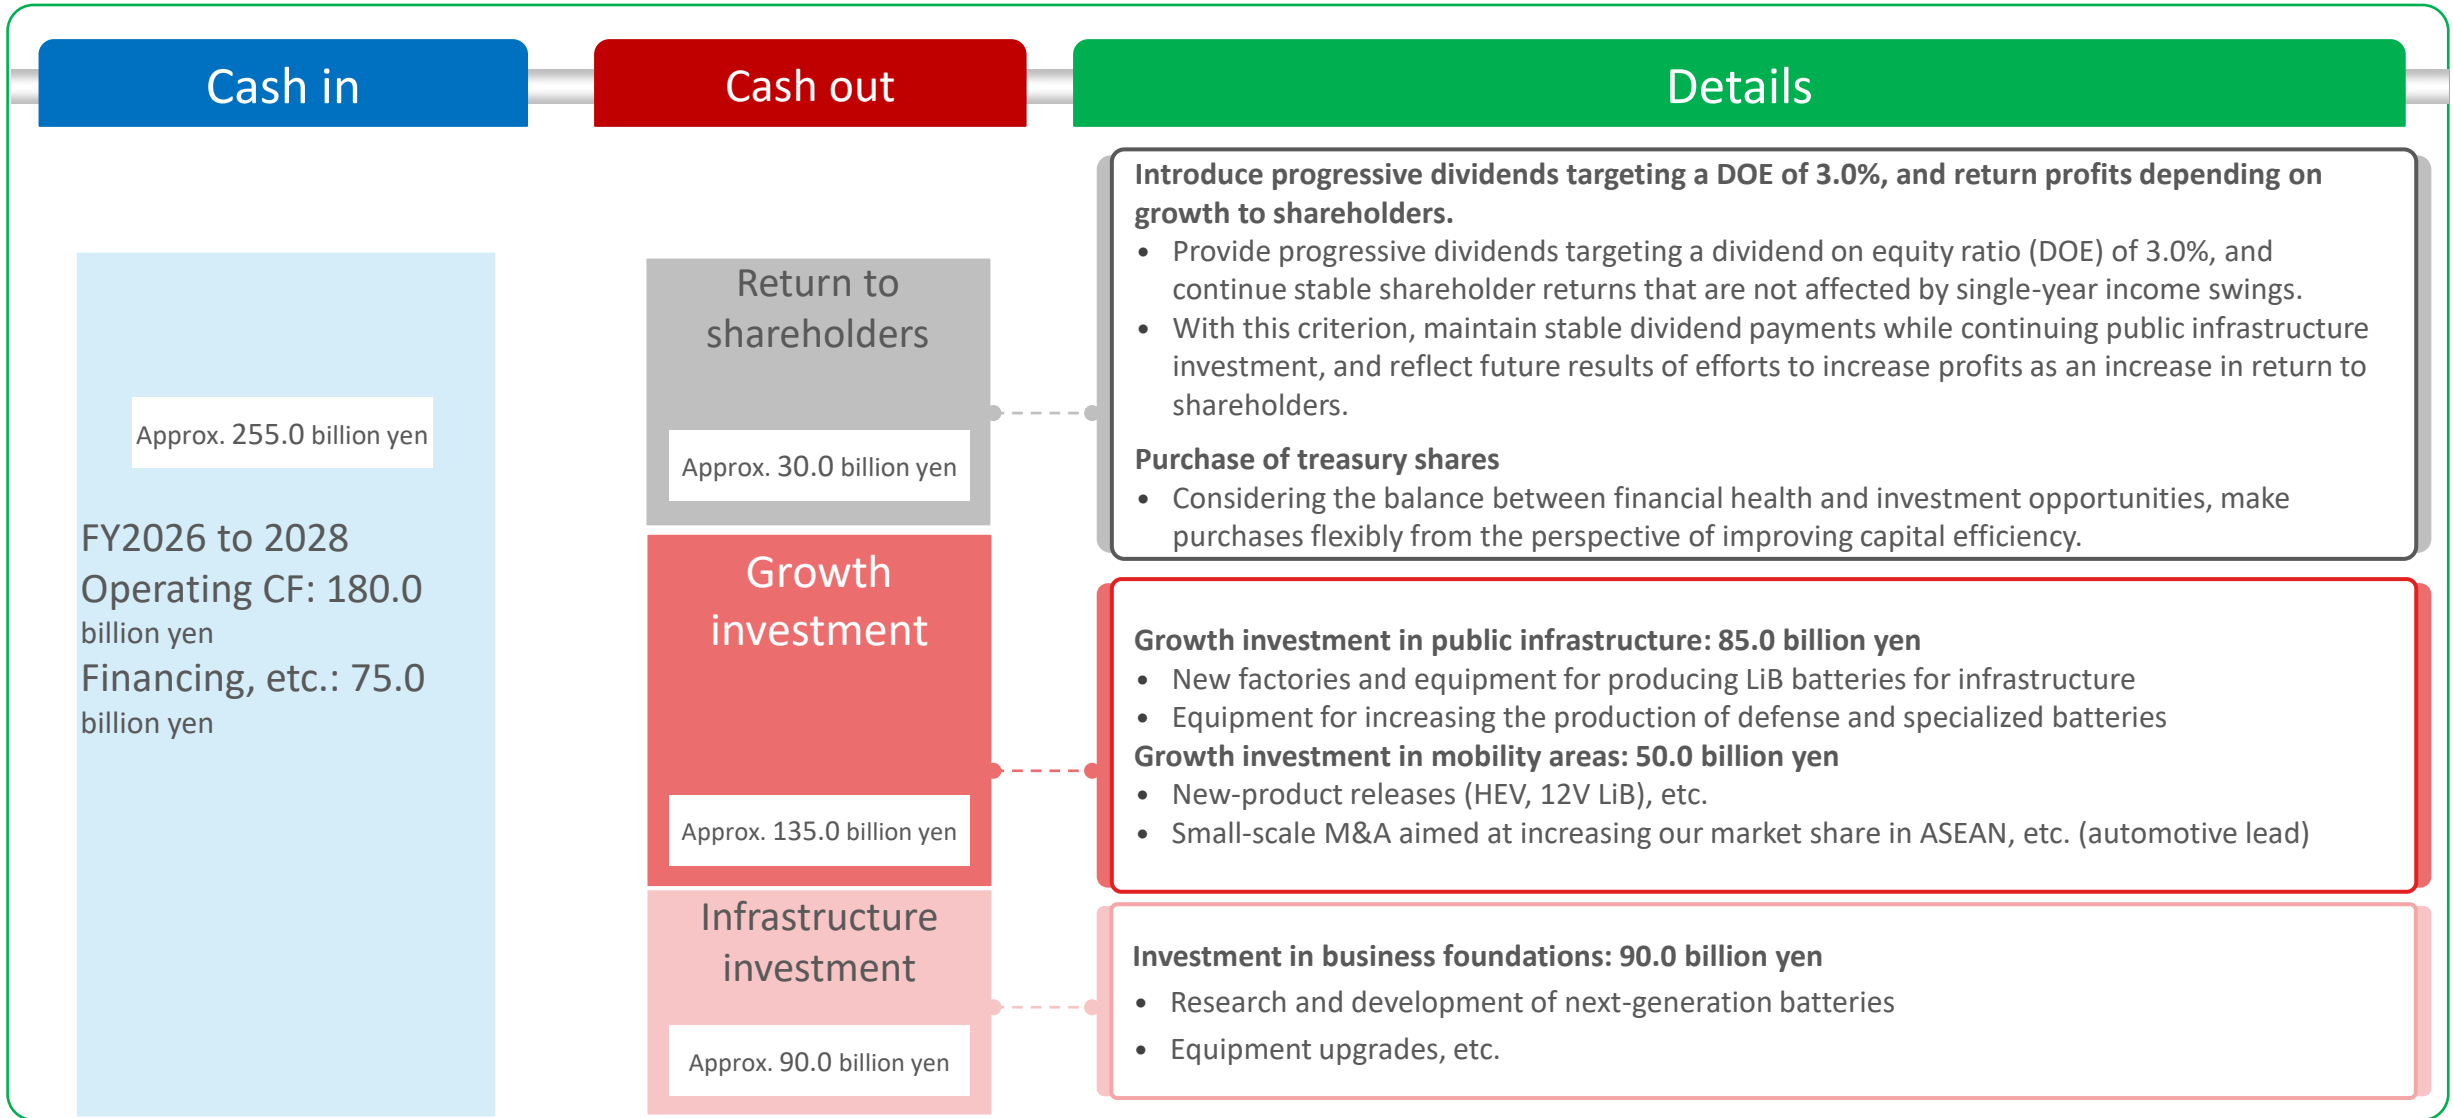 Cash in
Cash out
Details
Approx. 255.0 billion yen
FY2026 to 2028
Operating CF: 180.0
billion yen
Financing, etc.: 75.0
billion yen
Return to
shareholders
Approx. 30.0 billion yen
Introduce progressive dividends targeting a DOE of 3.0%, and return profits depending on
growth to shareholders.
• Provide progressive dividends targeting a dividend on equity ratio (DOE) of 3.0%, and
continue stable shareholder returns that are not affected by single-year income swings.
• With this criterion, maintain stable dividend payments while continuing public infrastructure
investment, and reflect future results of efforts to increase profits as an increase in return to
shareholders.
Purchase of treasury shares
• Considering the balance between financial health and investment opportunities, make
purchases flexibly from the perspective of improving capital efficiency.
Growth
investment
Approx. 135.0 billion yen
Growth investment in public infrastructure: 85.0 billion yen
• New factories and equipment for producing LiB batteries for infrastructure
• Equipment for increasing the production of defense and specialized batteries
Growth investment in mobility areas: 50.0 billion yen
• New-product releases (HEV, 12V LiB), etc.
• Small-scale M&A aimed at increasing our market share in ASEAN, etc. (automotive lead)
Infrastructure
investment
Approx. 90.0 billion yen
Investment in business foundations: 90.0 billion yen
• Research and development of next-generation batteries
• Equipment upgrades, etc.